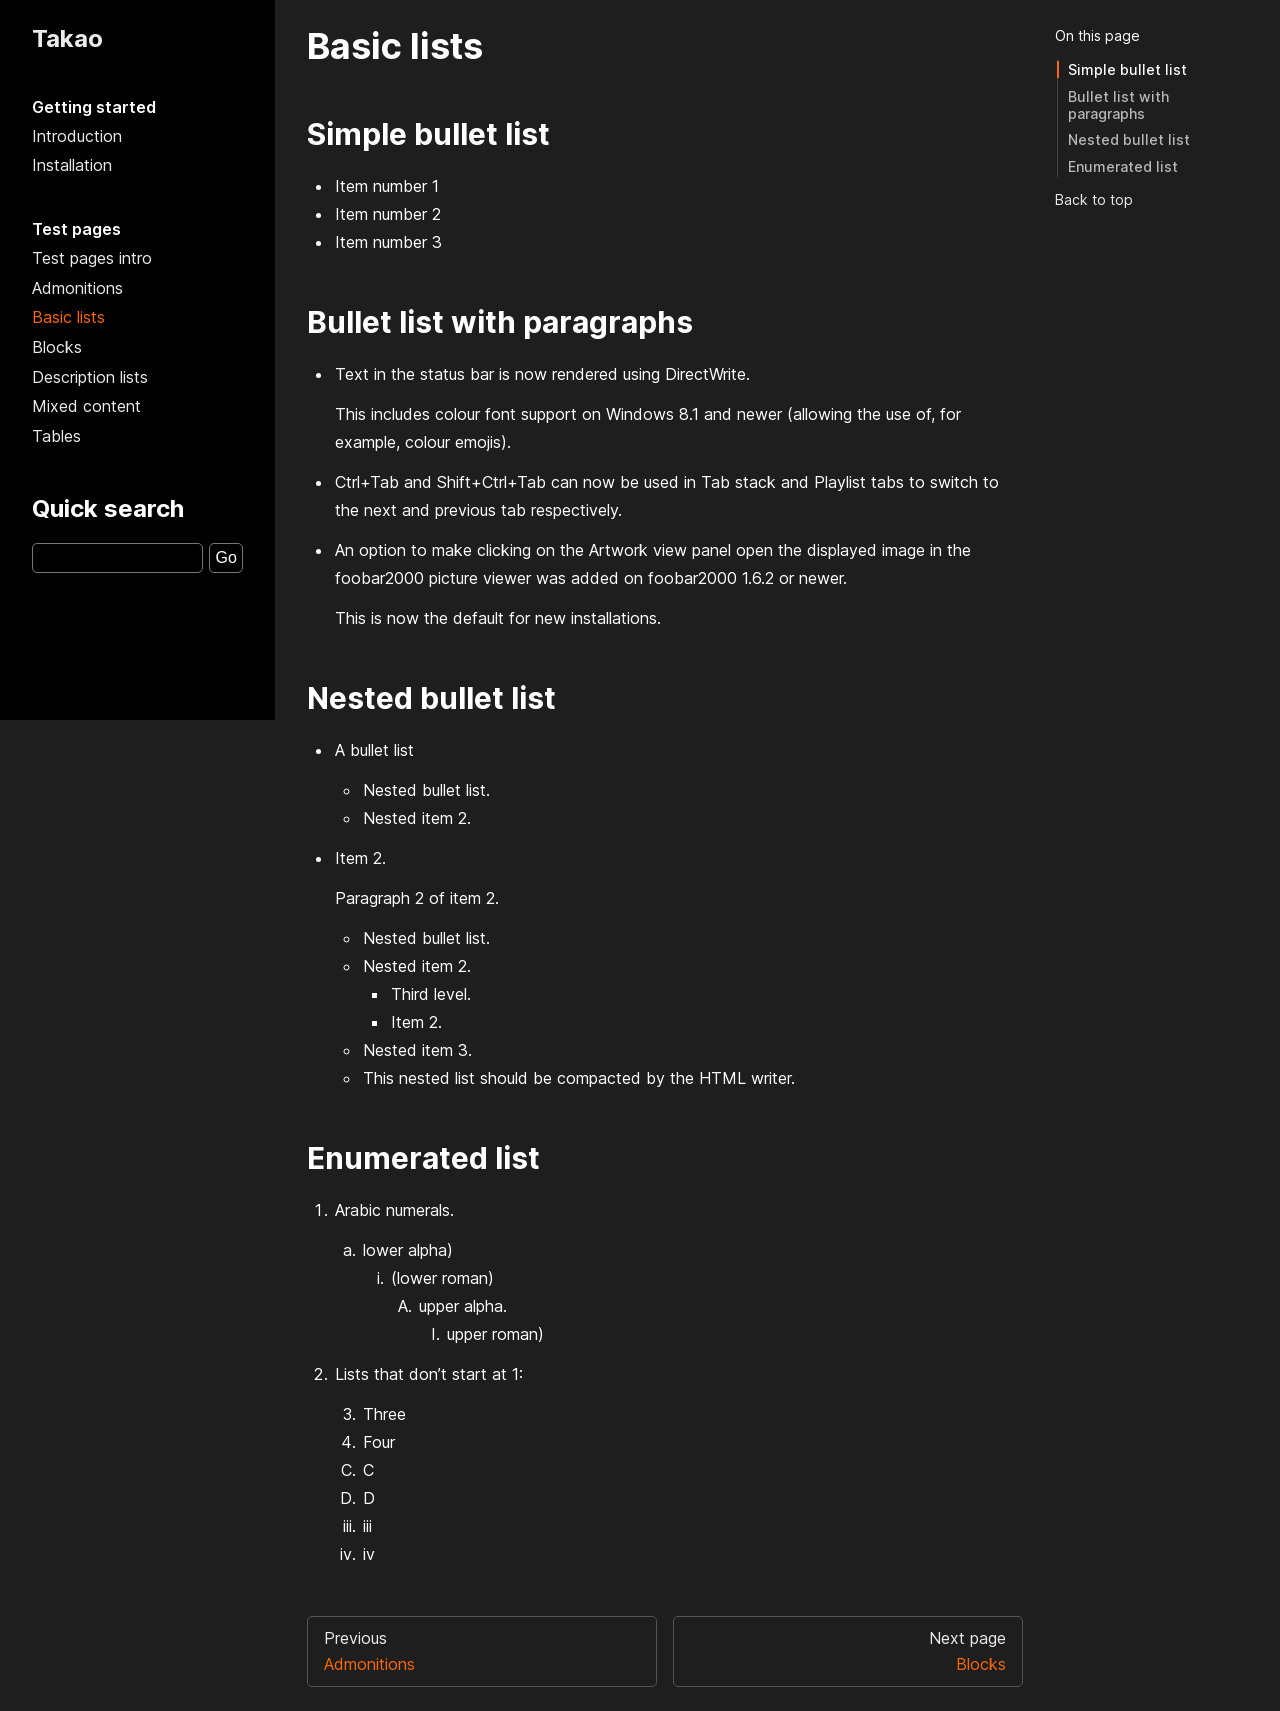 Takao
Getting started
Introduction
Installation
Test pages
Test pages intro
Admonitions
Basic lists
Blocks
Description lists
Mixed content
Tables
Quick search
Go
Basic lists
Simple bullet list
• Item number 1
• Item number 2
• Item number 3
Bullet list with paragraphs
• Text in the status bar is now rendered using DirectWrite.
This includes colour font support on Windows 8.1 and newer (allowing the use of, for
example, colour emojis).
• Ctrl+Tab and Shift+Ctrl+Tab can now be used in Tab stack and Playlist tabs to switch to
the next and previous tab respectively.
• An option to make clicking on the Artwork view panel open the displayed image in the
foobar2000 picture viewer was added on foobar2000 1.6.2 or newer.
This is now the default for new installations.
Nested bullet list
• A bullet list
◦ Nested bullet list.
◦ Nested item 2.
• Item 2.
Paragraph 2 of item 2.
◦ Nested bullet list.
◦ Nested item 2.
▪ Third level.
▪ Item 2.
◦ Nested item 3.
◦ This nested list should be compacted by the HTML writer.
Enumerated list
1. Arabic numerals.
a. lower alpha)
i. (lower roman)
A. upper alpha.
I. upper roman)
2. Lists that don’t start at 1:
3. Three
4. Four
C. C
D. D
iii. iii
iv. iv
Previous
Admonitions
Next page
Blocks
On this page
Simple bullet list
Bullet list with
paragraphs
Nested bullet list
Enumerated list
Back to top